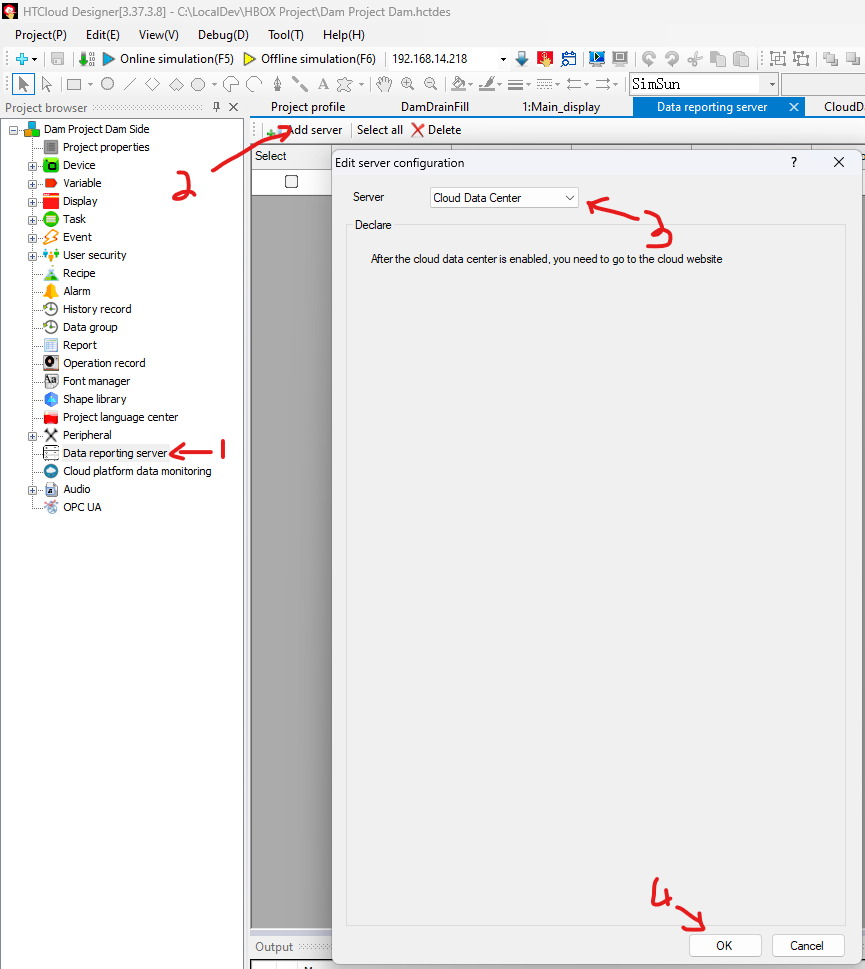 HTCloud Designer[3.37.3.8] - C:\LocalDev\HBOX Project\Dam Project Dam.hctdes
Project(P) Edit(E) View(V) Debug(D) Tool(T) Help(H)
Online simulation(F5) Offline simulation(F6) 192.168.14.218
A SimSun
Project browser
Project profile DamDrainFill 1:Main_display Data reporting server CloudD
Add server Select all Delete
Select
Dam Project Dam Side
Project properties
Device
Variable
Display
Task
Event
User security
Recipe
Alarm
History record
Data group
Report
Operation record
Font manager
Shape library
Project language center
Peripheral
Data reporting server
Cloud platform data monitoring
Audio
OPC UA
1
2
Edit server configuration ?
Server Cloud Data Center
3
Declare
After the cloud data center is enabled, you need to go to the cloud website
4
OK Cancel
Output